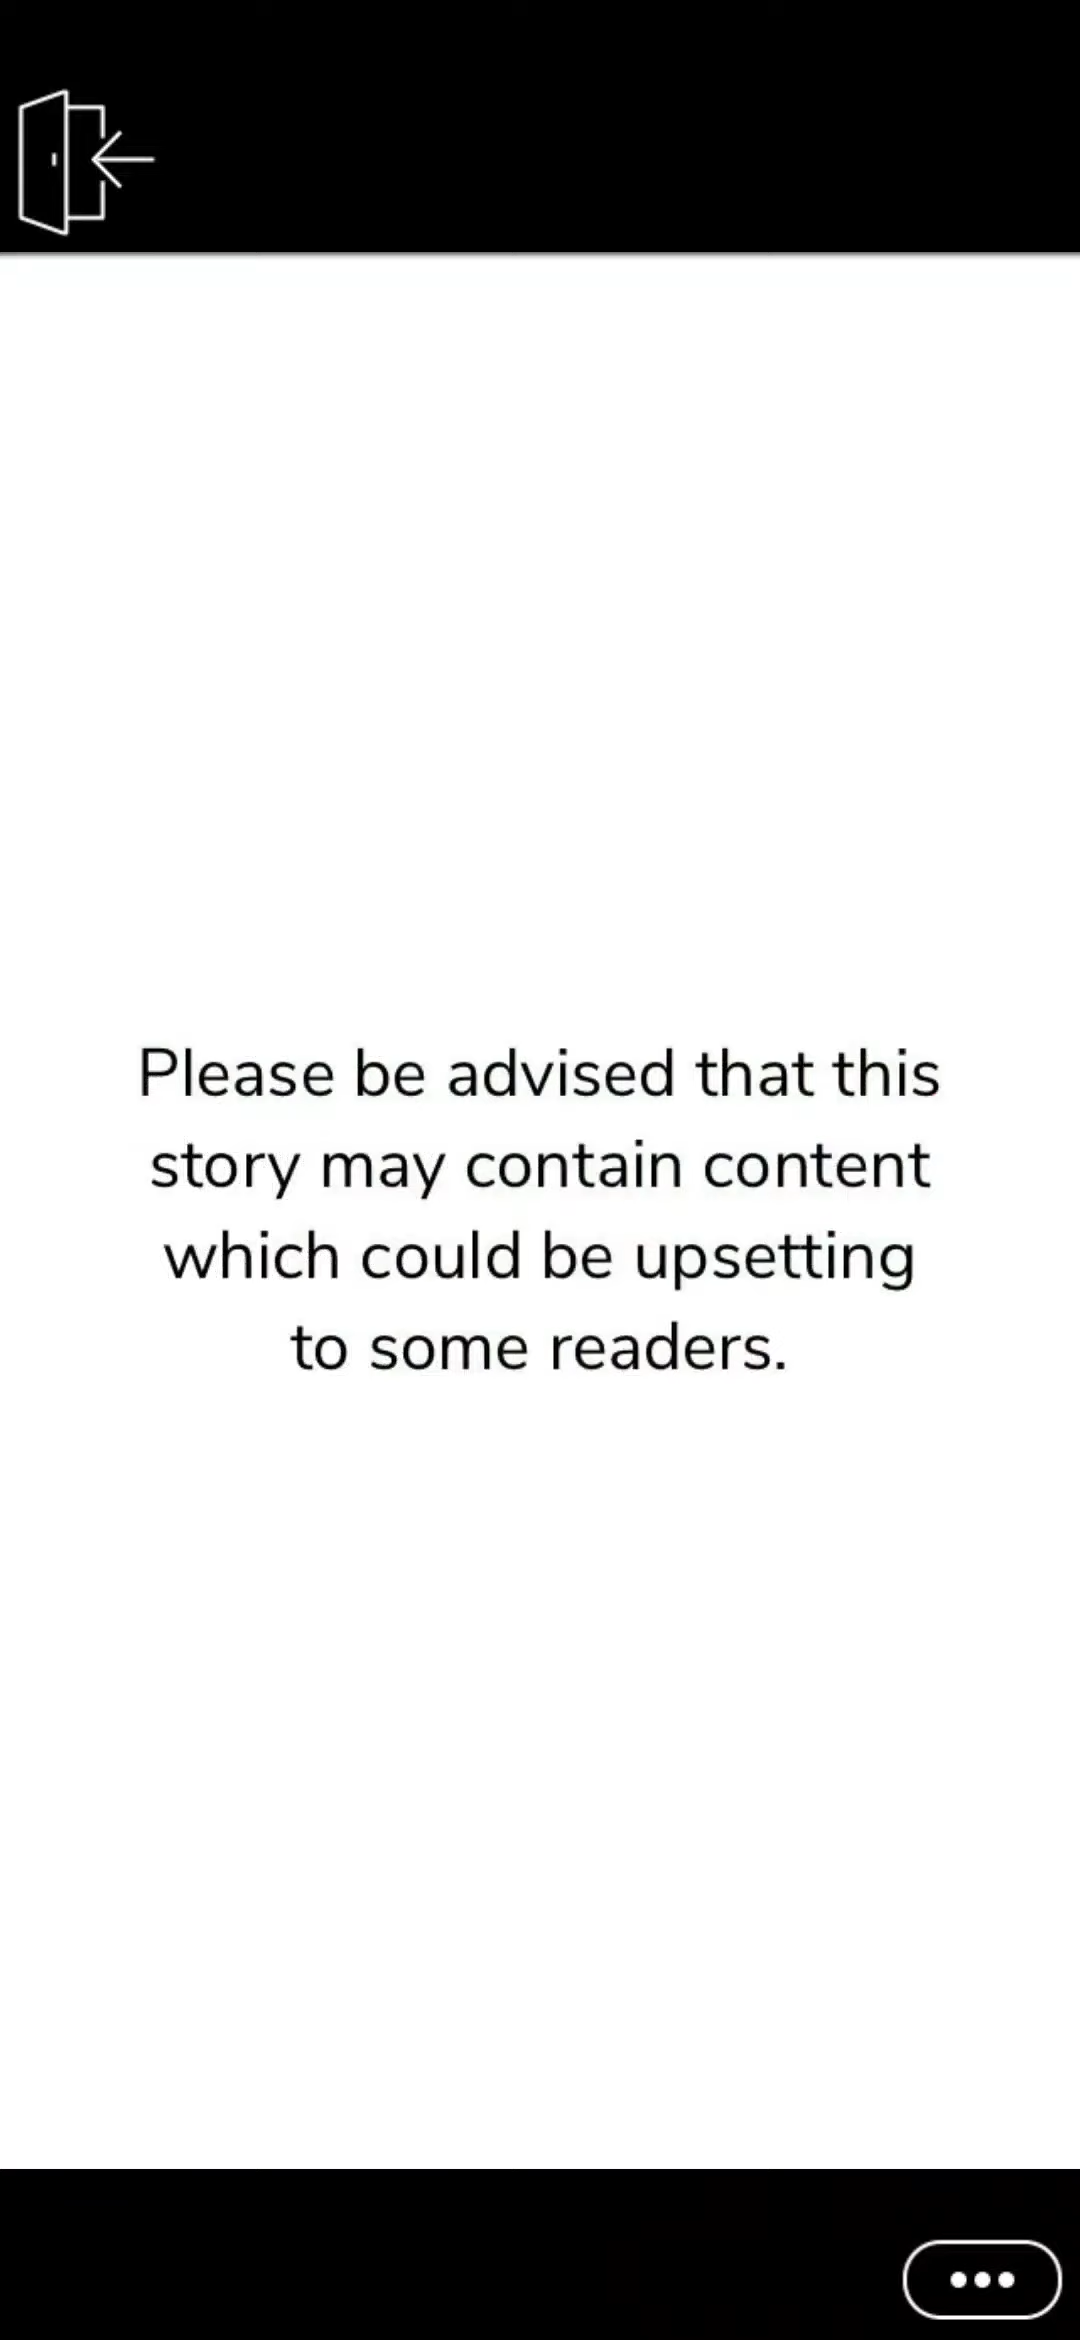 Please be advised that this
story may contain content
which could be upsetting
to some readers.